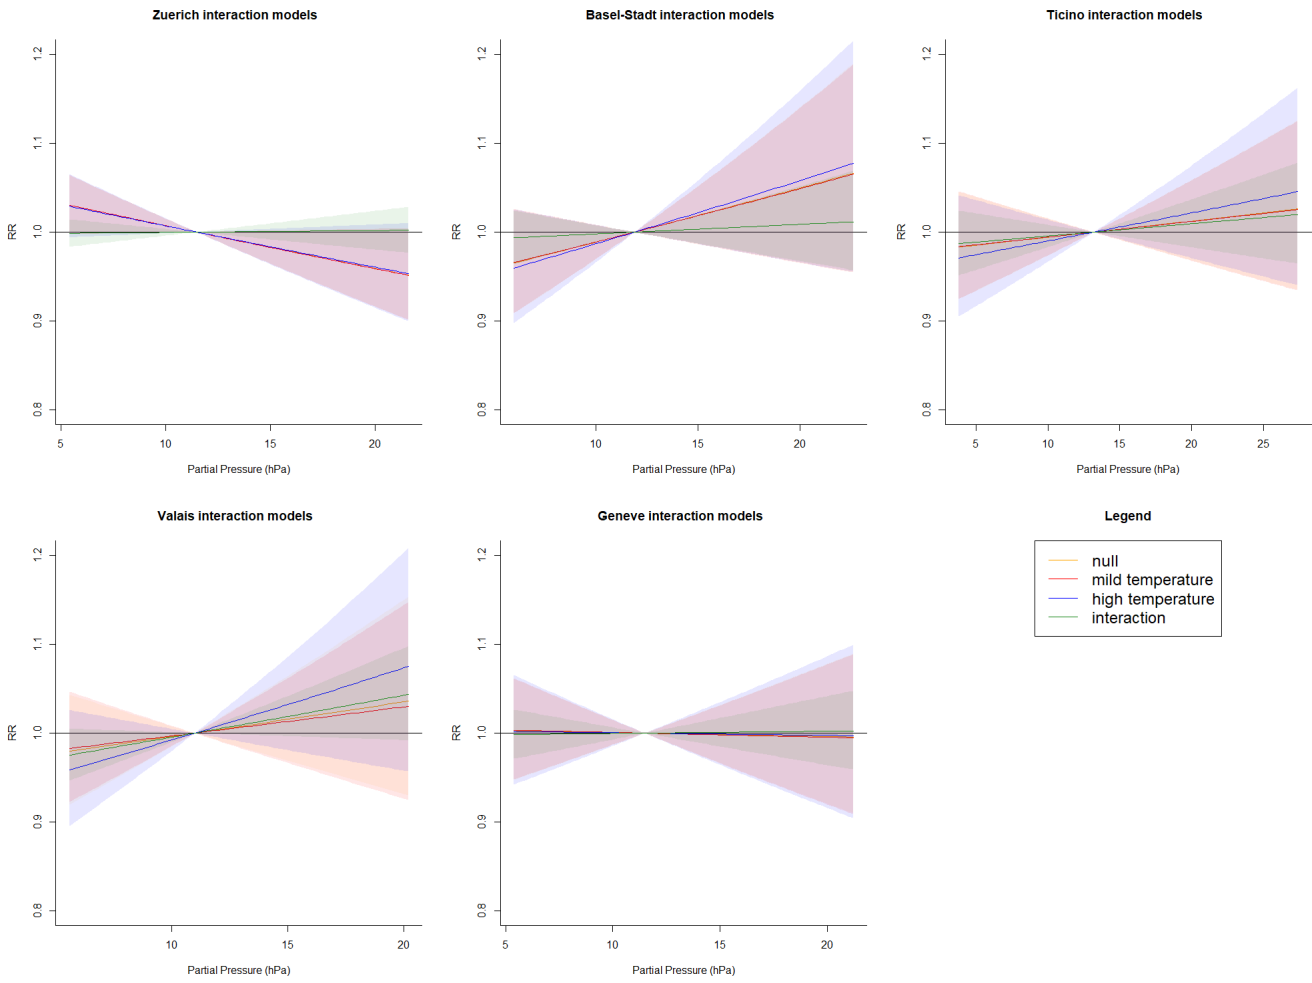 Zuerich interaction models
1.2
1.1
1.0
0.9
0.8
RR
5 10 15 20
Partial Pressure (hPa)
Basel-Stadt interaction models
1.2
1.1
1.0
0.9
0.8
RR
10 15 20
Partial Pressure (hPa)
Ticino interaction models
1.2
1.1
1.0
0.9
0.8
RR
5 10 15 20 25
Partial Pressure (hPa)
Valais interaction models
1.2
1.1
1.0
0.9
0.8
RR
10 15 20
Partial Pressure (hPa)
Geneve interaction models
1.2
1.1
1.0
0.9
0.8
RR
5 10 15 20
Partial Pressure (hPa)
Legend
null
mild temperature
high temperature
interaction